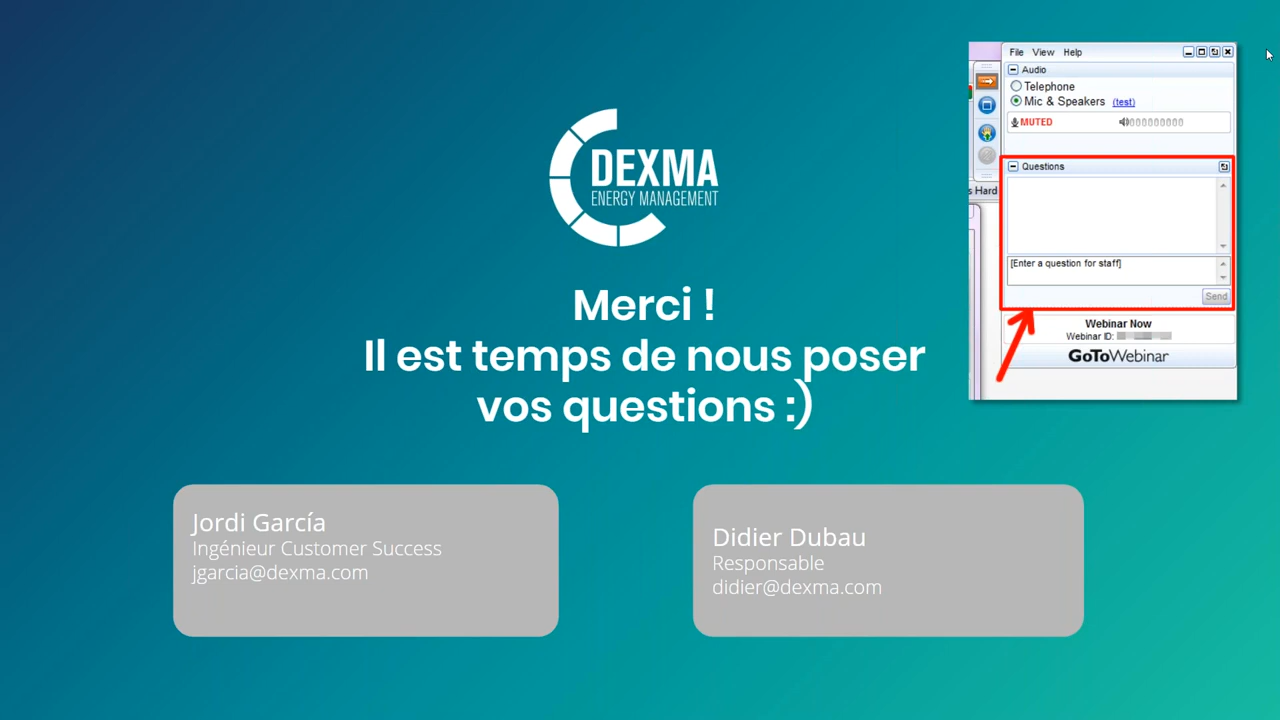 DEXMA
ENERGY MANAGEMENT
Merci !
Il est temps de nous poser
vos questions :)
Jordi García
Ingénieur Customer Success
jgarcia@dexma.com
Didier Dubau
Responsable
didier@dexma.com
File View Help
Audio
Telephone
Mic & Speakers (test)
MUTED
s Hard
Questions
[Enter a question for staff]
Send
Webinar Now
Webinar ID:
GoToWebinar